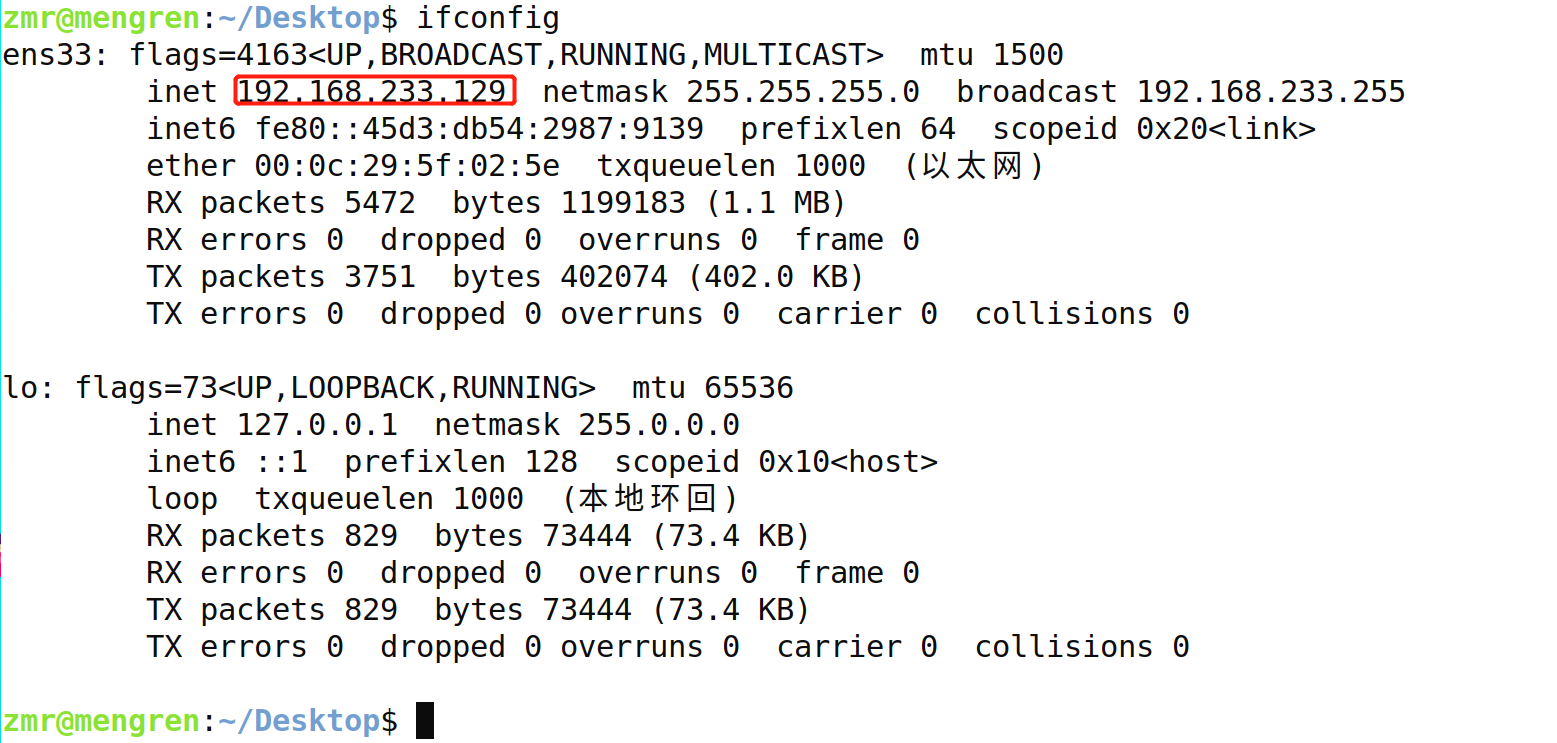 zmr@mengren:~/Desktop$ ifconfig
ens33: flags=4163<UP,BROADCAST,RUNNING,MULTICAST>  mtu 1500
        inet 192.168.233.129  netmask 255.255.255.0  broadcast 192.168.233.255
        inet6 fe80::45d3:db54:2987:9139  prefixlen 64  scopeid 0x20<link>
        ether 00:0c:29:5f:02:5e  txqueuelen 1000  (以太网)
        RX packets 5472  bytes 1199183 (1.1 MB)
        RX errors 0  dropped 0  overruns 0  frame 0
        TX packets 3751  bytes 402074 (402.0 KB)
        TX errors 0  dropped 0 overruns 0  carrier 0  collisions 0

lo: flags=73<UP,LOOPBACK,RUNNING>  mtu 65536
        inet 127.0.0.1  netmask 255.0.0.0
        inet6 ::1  prefixlen 128  scopeid 0x10<host>
        loop  txqueuelen 1000  (本地环回)
        RX packets 829  bytes 73444 (73.4 KB)
        RX errors 0  dropped 0  overruns 0  frame 0
        TX packets 829  bytes 73444 (73.4 KB)
        TX errors 0  dropped 0 overruns 0  carrier 0  collisions 0

zmr@mengren:~/Desktop$